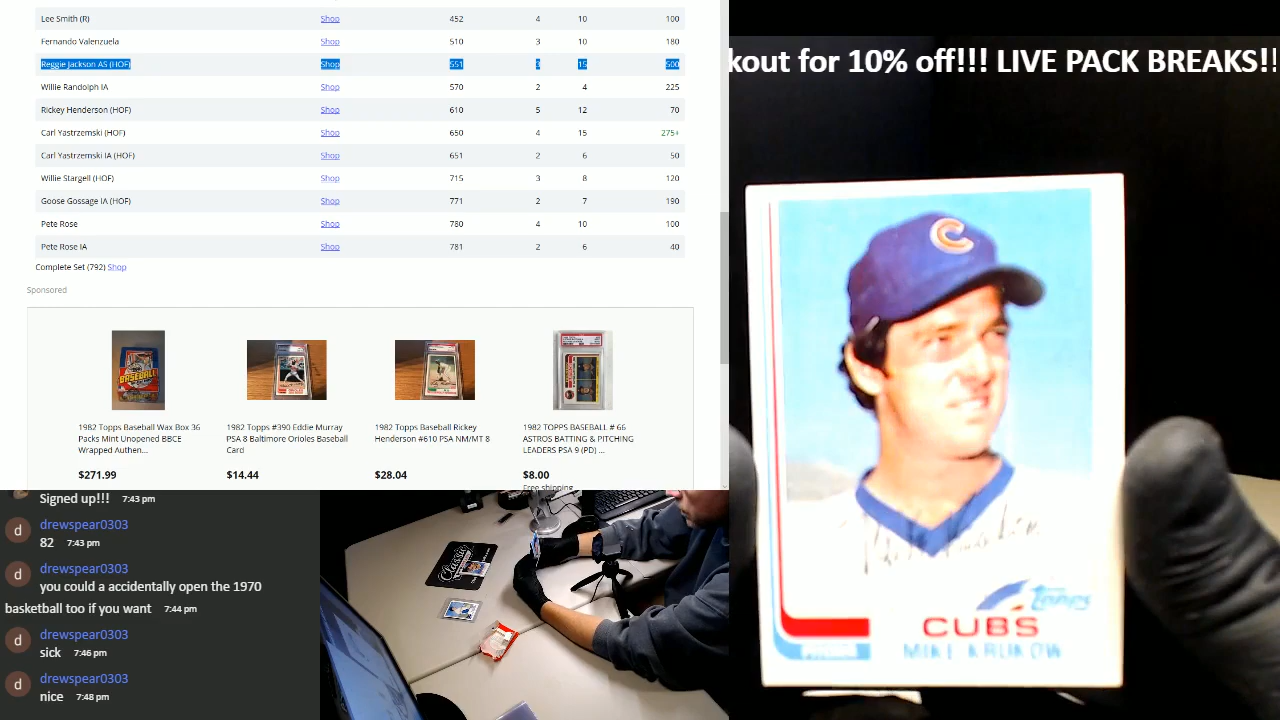 Lee Smith (R) Shop 452 4 10 100
Fernando Valenzuela Shop 510 3 10 180
Reggie Jackson AS (HOF) Shop 551 15 500
Willie Randolph IA Shop 570 2 4 225
Rickey Henderson (HOF) Shop 610 5 12 70
Carl Yastrzemski (HOF) Shop 650 4 15 275+
Carl Yastrzemski IA (HOF) Shop 651 2 6 50
Willie Stargell (HOF) Shop 715 3 8 120
Goose Gossage IA (HOF) Shop 771 2 7 190
Pete Rose Shop 780 4 10 100
Pete Rose IA Shop 781 2 6 40
Complete Set (792) Shop
Sponsored
1982 Topps Baseball Wax Box 36
Packs Mint Unopened BBCE
Wrapped Authen...
$271.99
1982 Topps #390 Eddie Murray
PSA 8 Baltimore Orioles Baseball
Card
$14.44
1982 Topps Baseball Rickey
Henderson #610 PSA NM/MT 8
$28.04
1982 TOPPS BASEBALL # 66
ASTROS BATTING & PITCHING
LEADERS PSA 9 (PD) ...
$8.00
Free shipping
Signed up!!! 7:43 pm
d drewspear0303
82 7:43 pm
d drewspear0303
you could a accidentally open the 1970
basketball too if you want 7:44 pm
d drewspear0303
sick 7:46 pm
d drewspear0303
nice 7:48 pm
Classic
kout for 10% off!!! LIVE PACK BREAKS!!
C
Topps
CUBS
PITCHER MIKE KRUKOW